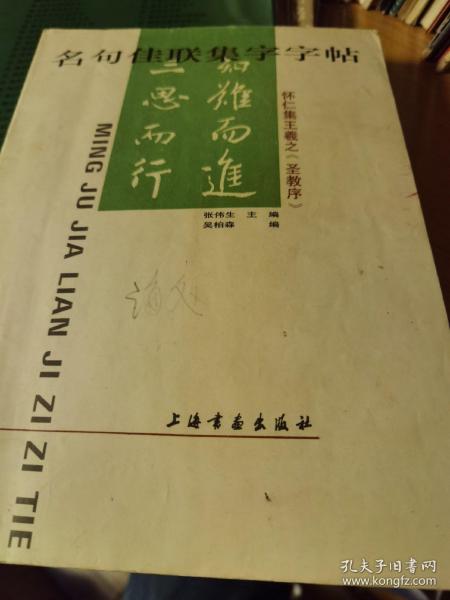 名句佳联集字字帖
知难而進
三思而行
怀仁集王羲之《圣教序》
张伟生 主 编
吴柏森 编
MING JU JIA LIAN JI ZI ZI TIE
上海书画出版社
孔夫子旧书网
www.kongfz.com